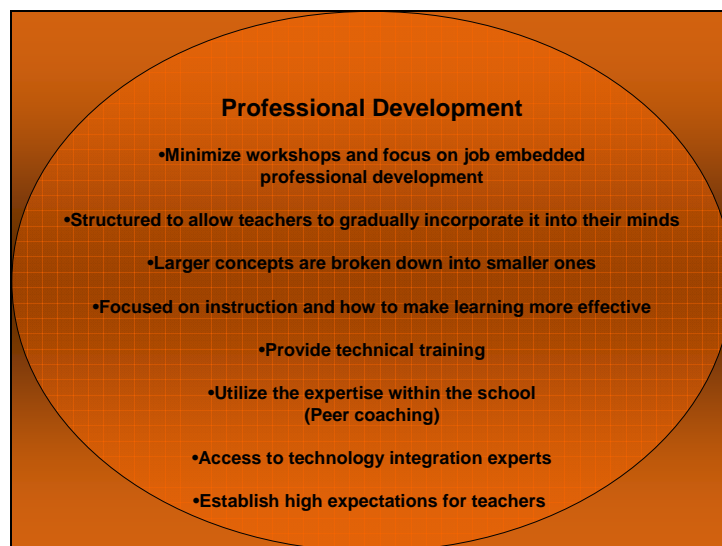 Professional Development
•Minimize workshops and focus on job embedded
professional development
•Structured to allow teachers to gradually incorporate it into their minds
•Larger concepts are broken down into smaller ones
•Focused on instruction and how to make learning more effective
•Provide technical training
•Utilize the expertise within the school
(Peer coaching)
•Access to technology integration experts
•Establish high expectations for teachers